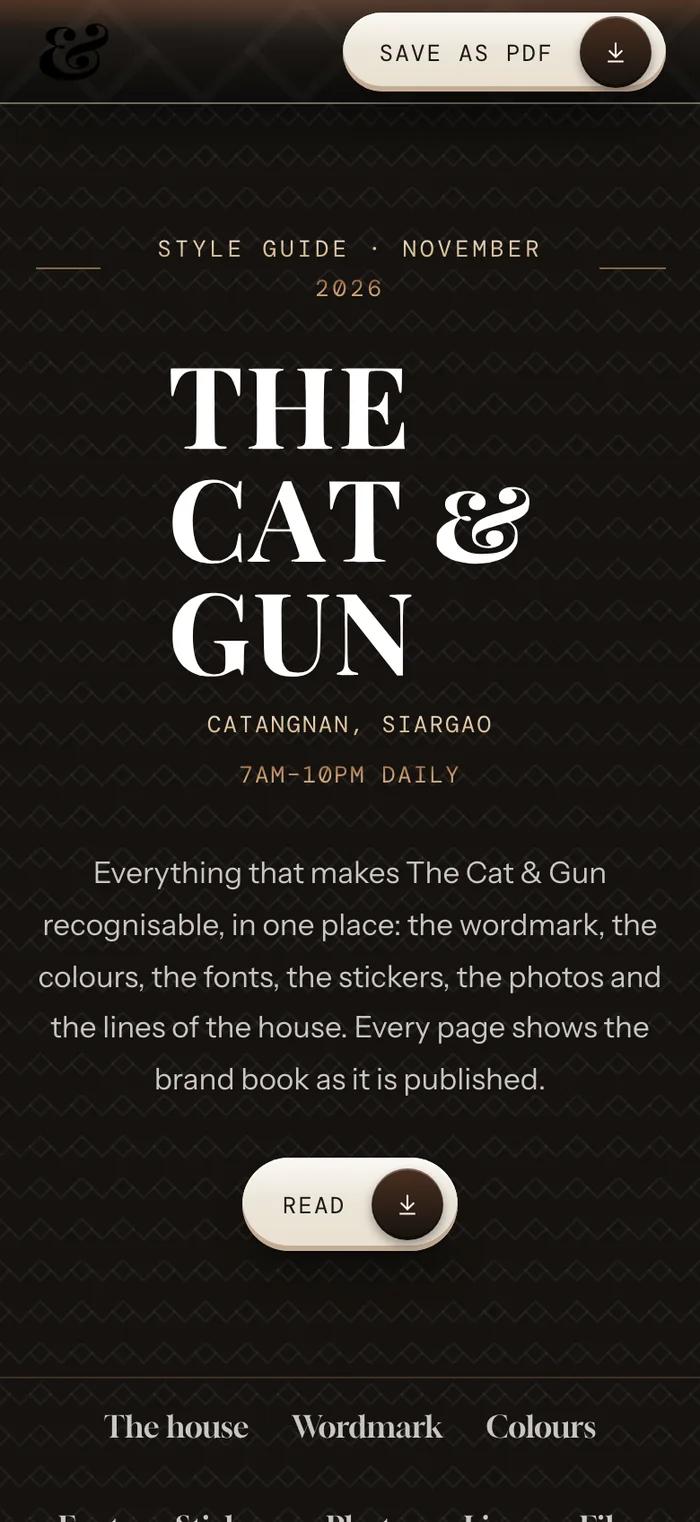 &
SAVE AS PDF
STYLE GUIDE · NOVEMBER
2026
THE
CAT &
GUN
CATANGNAN, SIARGAO
7AM–10PM DAILY
Everything that makes The Cat & Gun
recognisable, in one place: the wordmark, the
colours, the fonts, the stickers, the photos and
the lines of the house. Every page shows the
brand book as it is published.
READ
The house Wordmark Colours